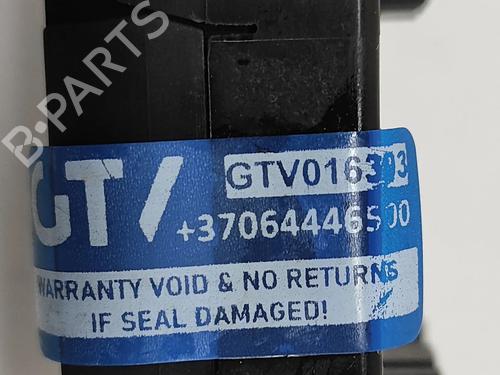 B-PARTS
GTV
GTV016393
+37064446500
WARRANTY VOID & NO RETURNS
IF SEAL DAMAGED!